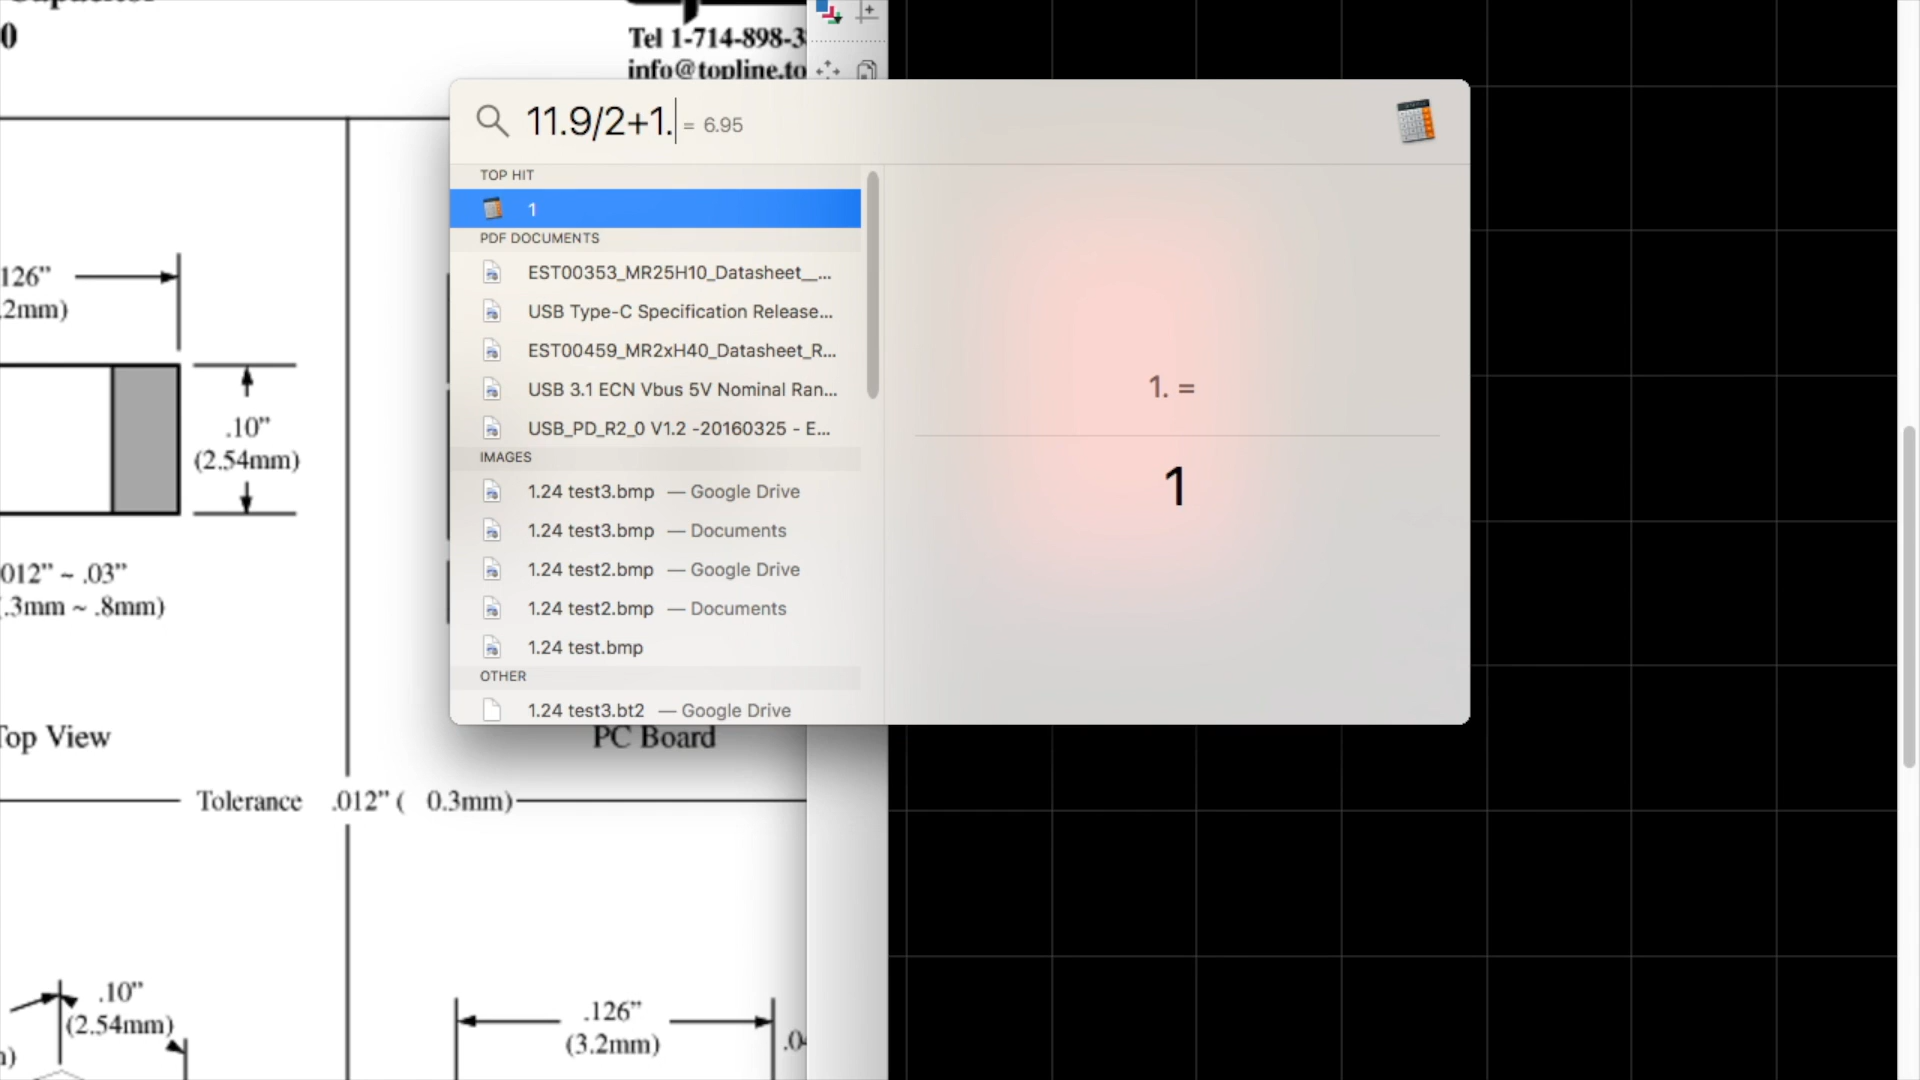 0
Tel 1-714-898-3
info@topline.to
11.9/2+1. = 6.95
TOP HIT
1
PDF DOCUMENTS
EST00353_MR25H10_Datasheet__...
USB Type-C Specification Release...
EST00459_MR2xH40_Datasheet_R...
USB 3.1 ECN Vbus 5V Nominal Ran...
USB_PD_R2_0 V1.2 -20160325 - E...
IMAGES
1.24 test3.bmp — Google Drive
1.24 test3.bmp — Documents
1.24 test2.bmp — Google Drive
1.24 test2.bmp — Documents
1.24 test.bmp
OTHER
1.24 test3.bt2 — Google Drive
1. =
1
126”
.2mm)
.10”
(2.54mm)
012” ~ .03”
.3mm ~ .8mm)
Top View
PC Board
Tolerance .012” ( 0.3mm)
.10”
(2.54mm)
)
.126”
(3.2mm)
.04